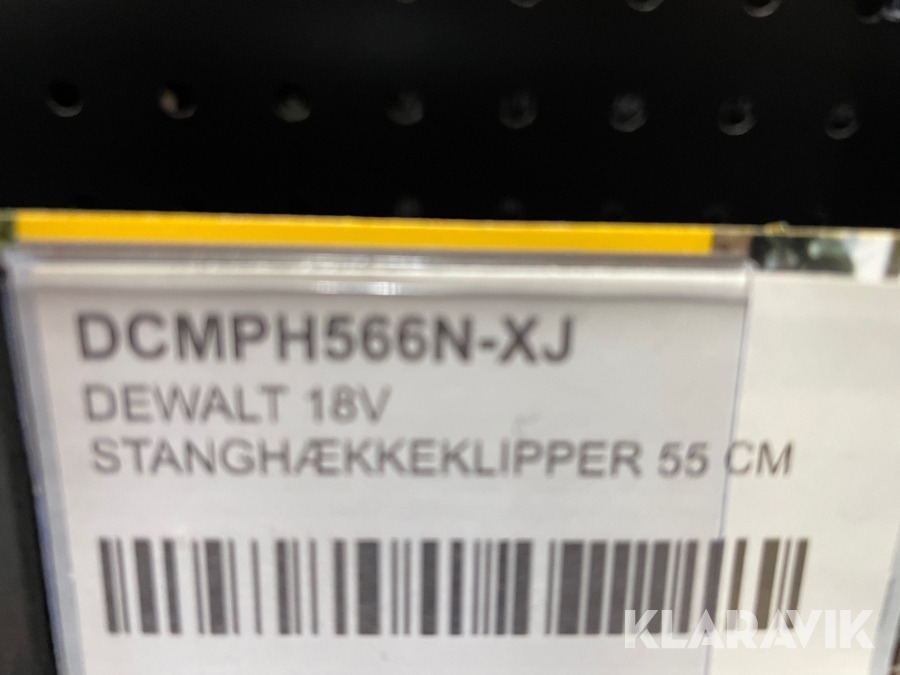 DCMPH566N-XJ
DEWALT 18V
STANGHÆKKEKLIPPER 55 CM
KLARAVIK